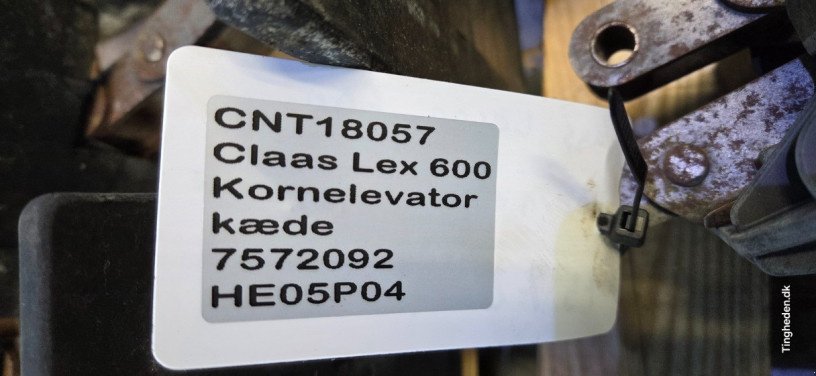 CNT18057
Claas Lex 600
Kornelevator
kæde
7572092
HE05P04
Tingheden.dk